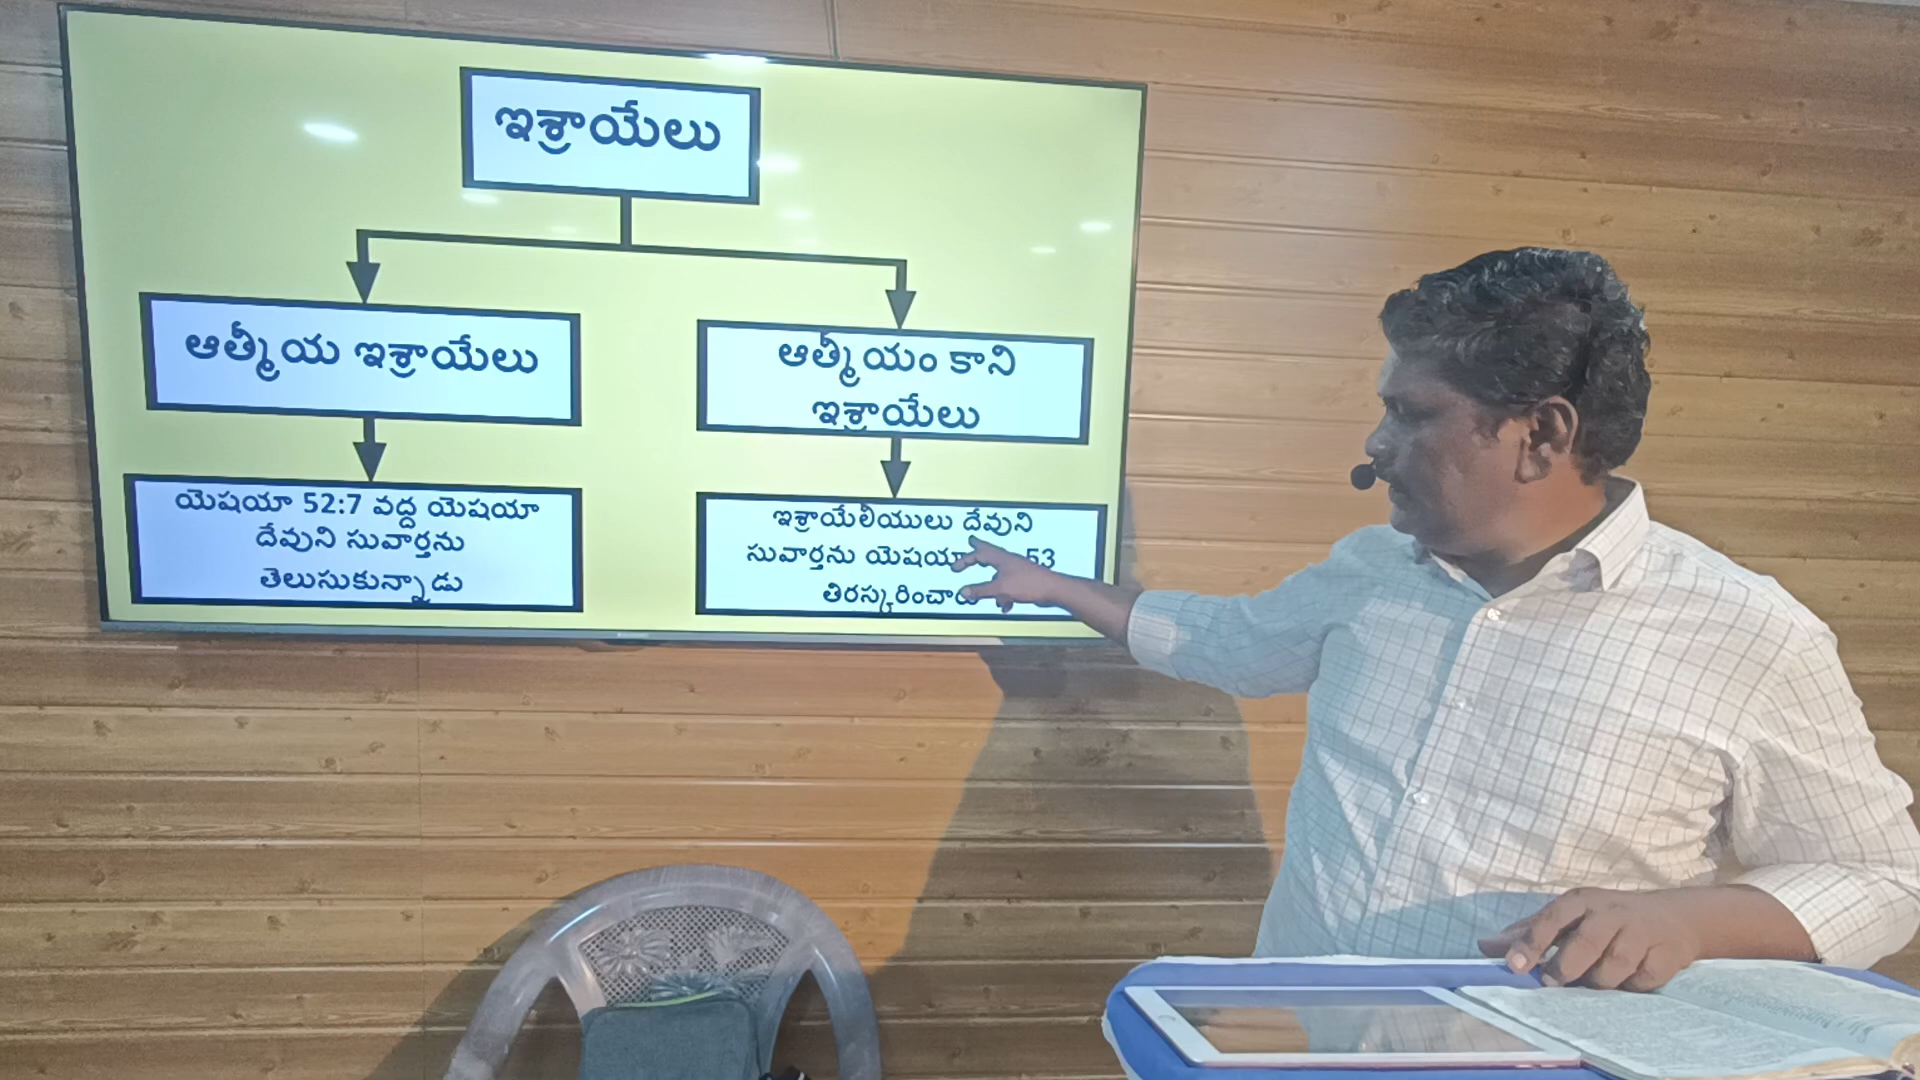 ఇశ్రాయేలు
ఆత్మీయ ఇశ్రాయేలు
ఆత్మీయం కాని
ఇశ్రాయేలు
యెషయా 52:7 వద్ద యెషయా
దేవుని సువార్తను
తెలుసుకున్నాడు
ఇశ్రాయేలీయులు దేవుని
సువార్తను యెషయా 53